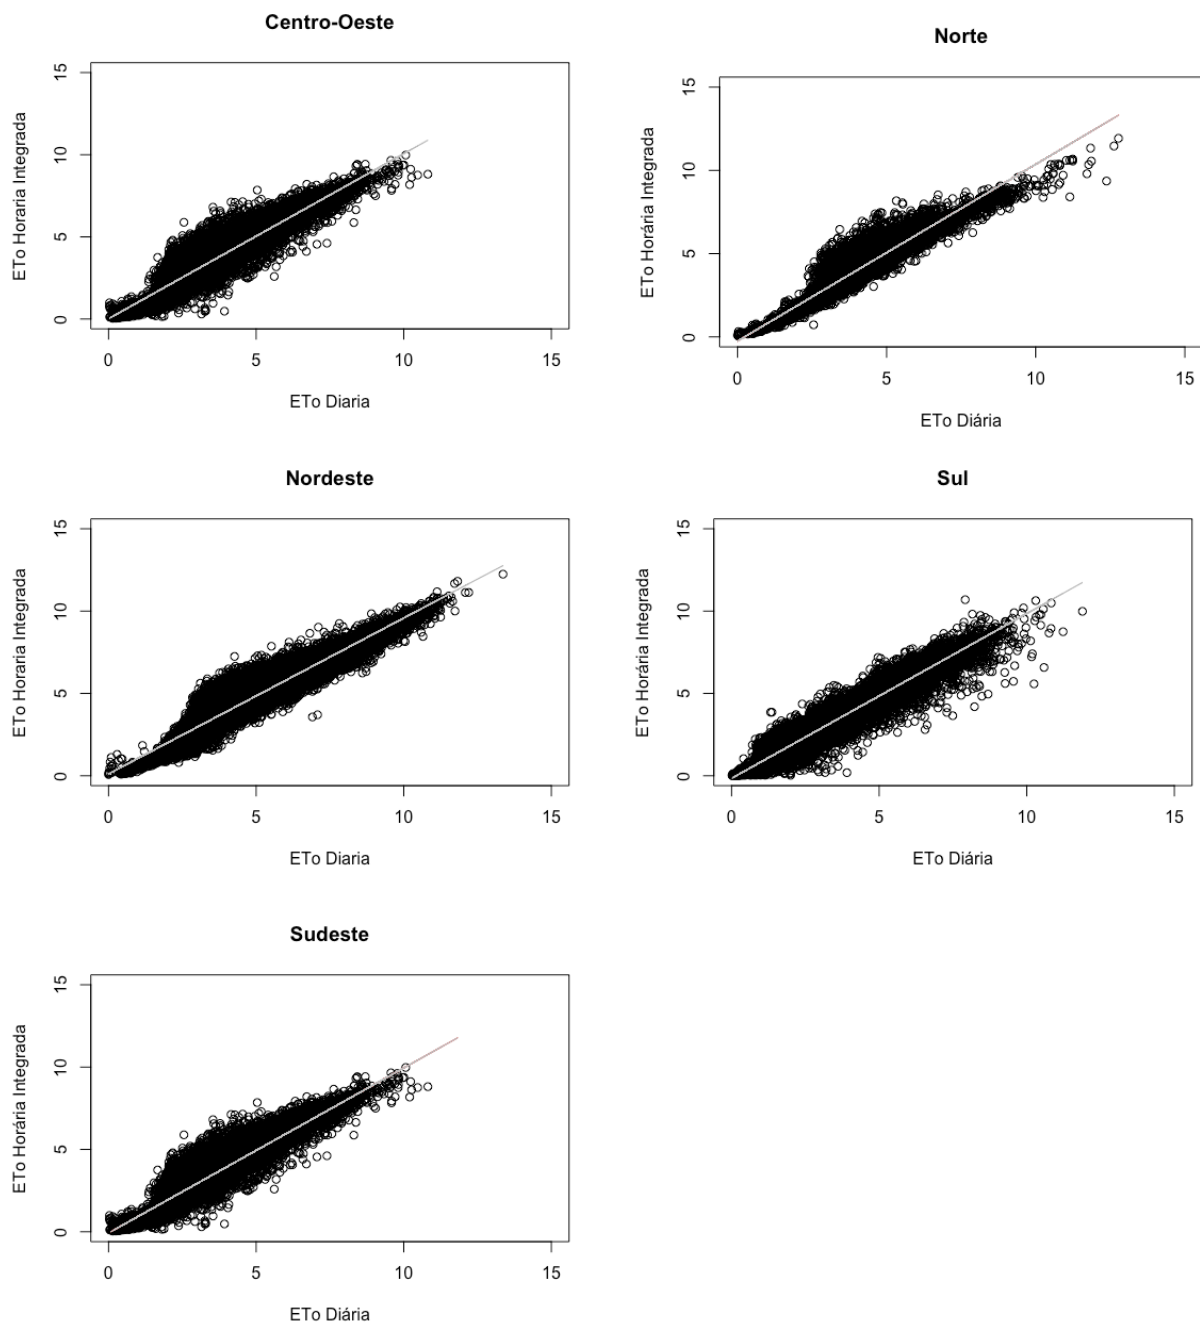 Centro-Oeste
ETo Horaria Integrada
15
10
5
0
0 5 10 15
ETo Diaria
Norte
ETo Horária Integrada
15
10
5
0
0 5 10 15
ETo Diária
Nordeste
ETo Horaria Integrada
15
10
5
0
0 5 10 15
ETo Diaria
Sul
ETo Horária Integrada
15
10
5
0
0 5 10 15
ETo Diária
Sudeste
ETo Horária Integrada
15
10
5
0
0 5 10 15
ETo Diária